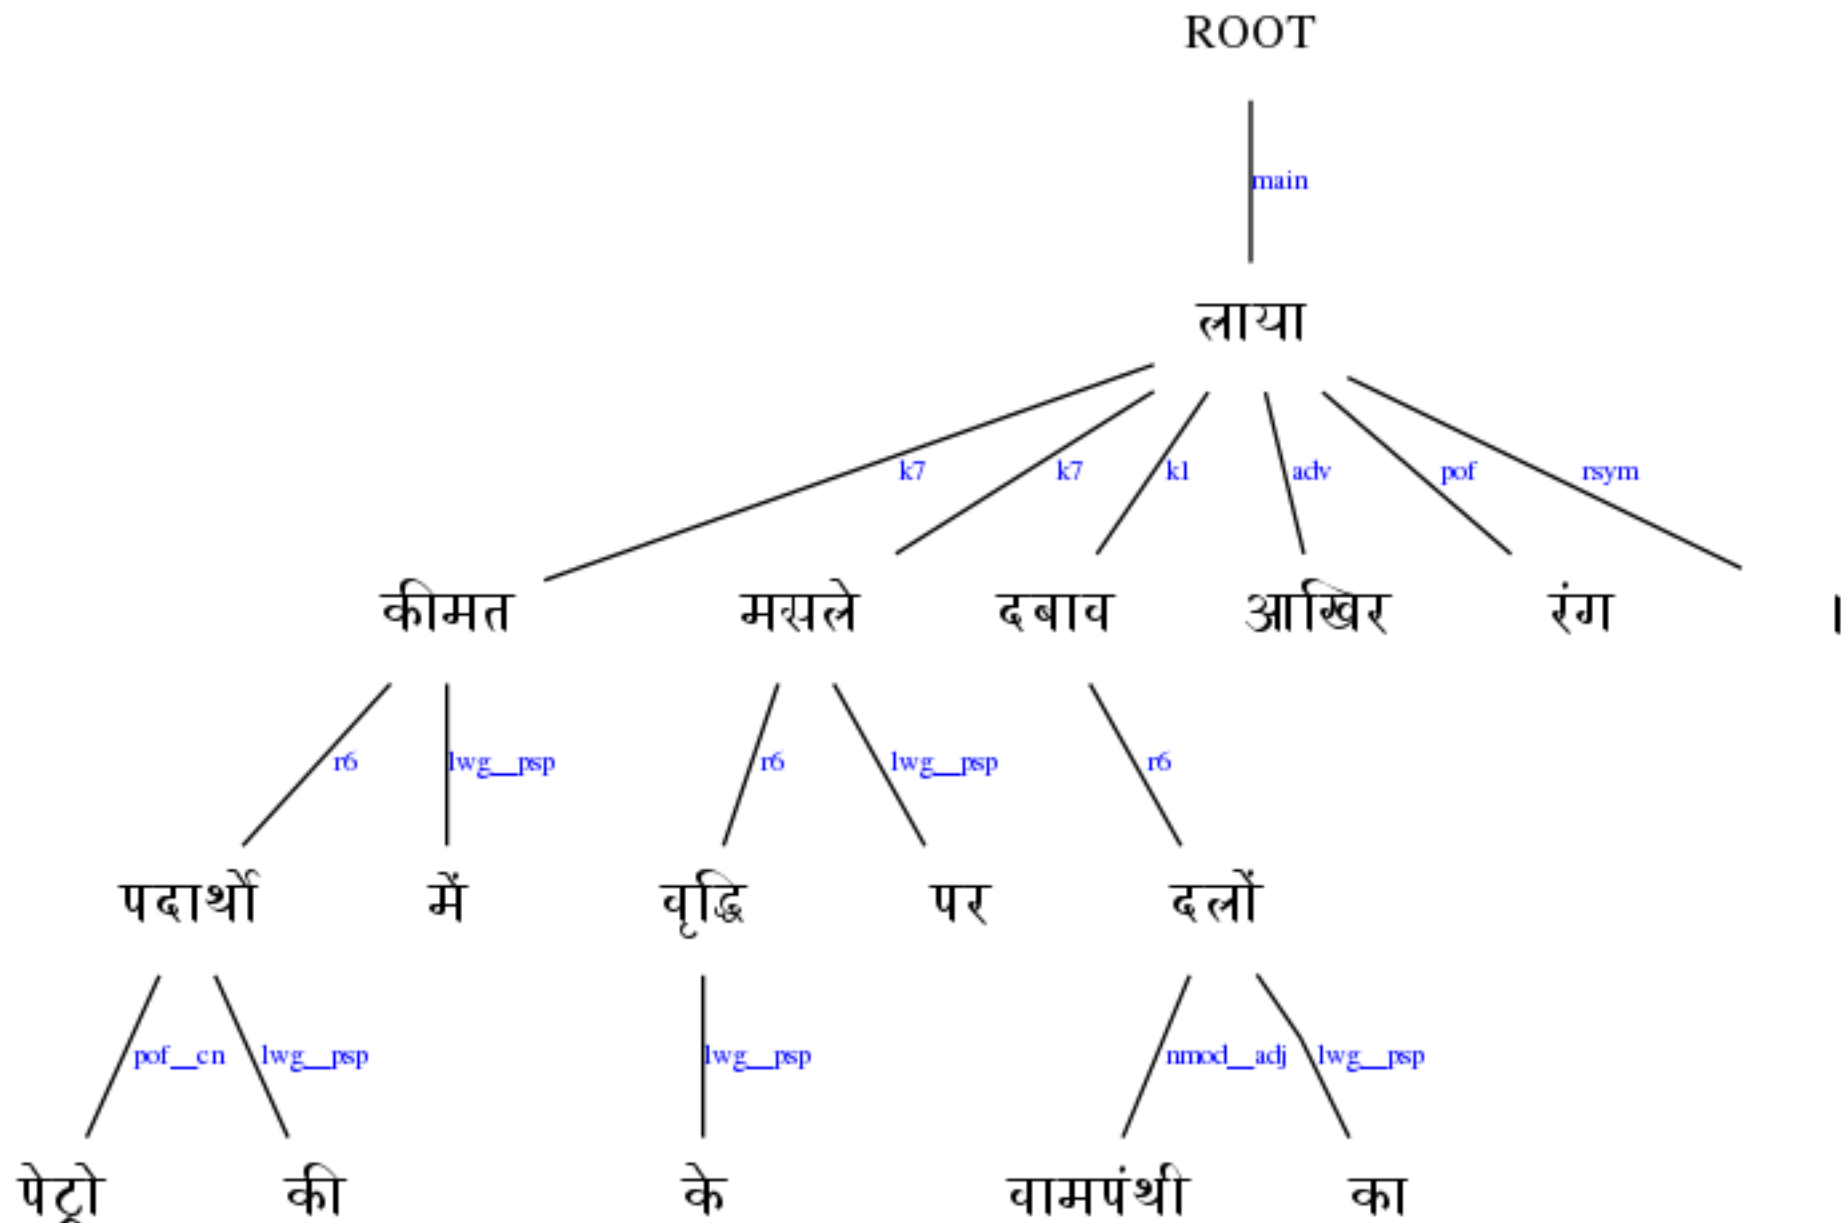 ROOT
main
लाया
k7 k7 k1 adv pof rsym
कीमत मसले दबाव आखिर रंग ।
r6 lwg__psp r6 lwg__psp r6
पदार्थो में वृद्धि पर दलों
pof__cn lwg__psp lwg__psp nmod__adj lwg__psp
पेट्रो की के वामपंथी का